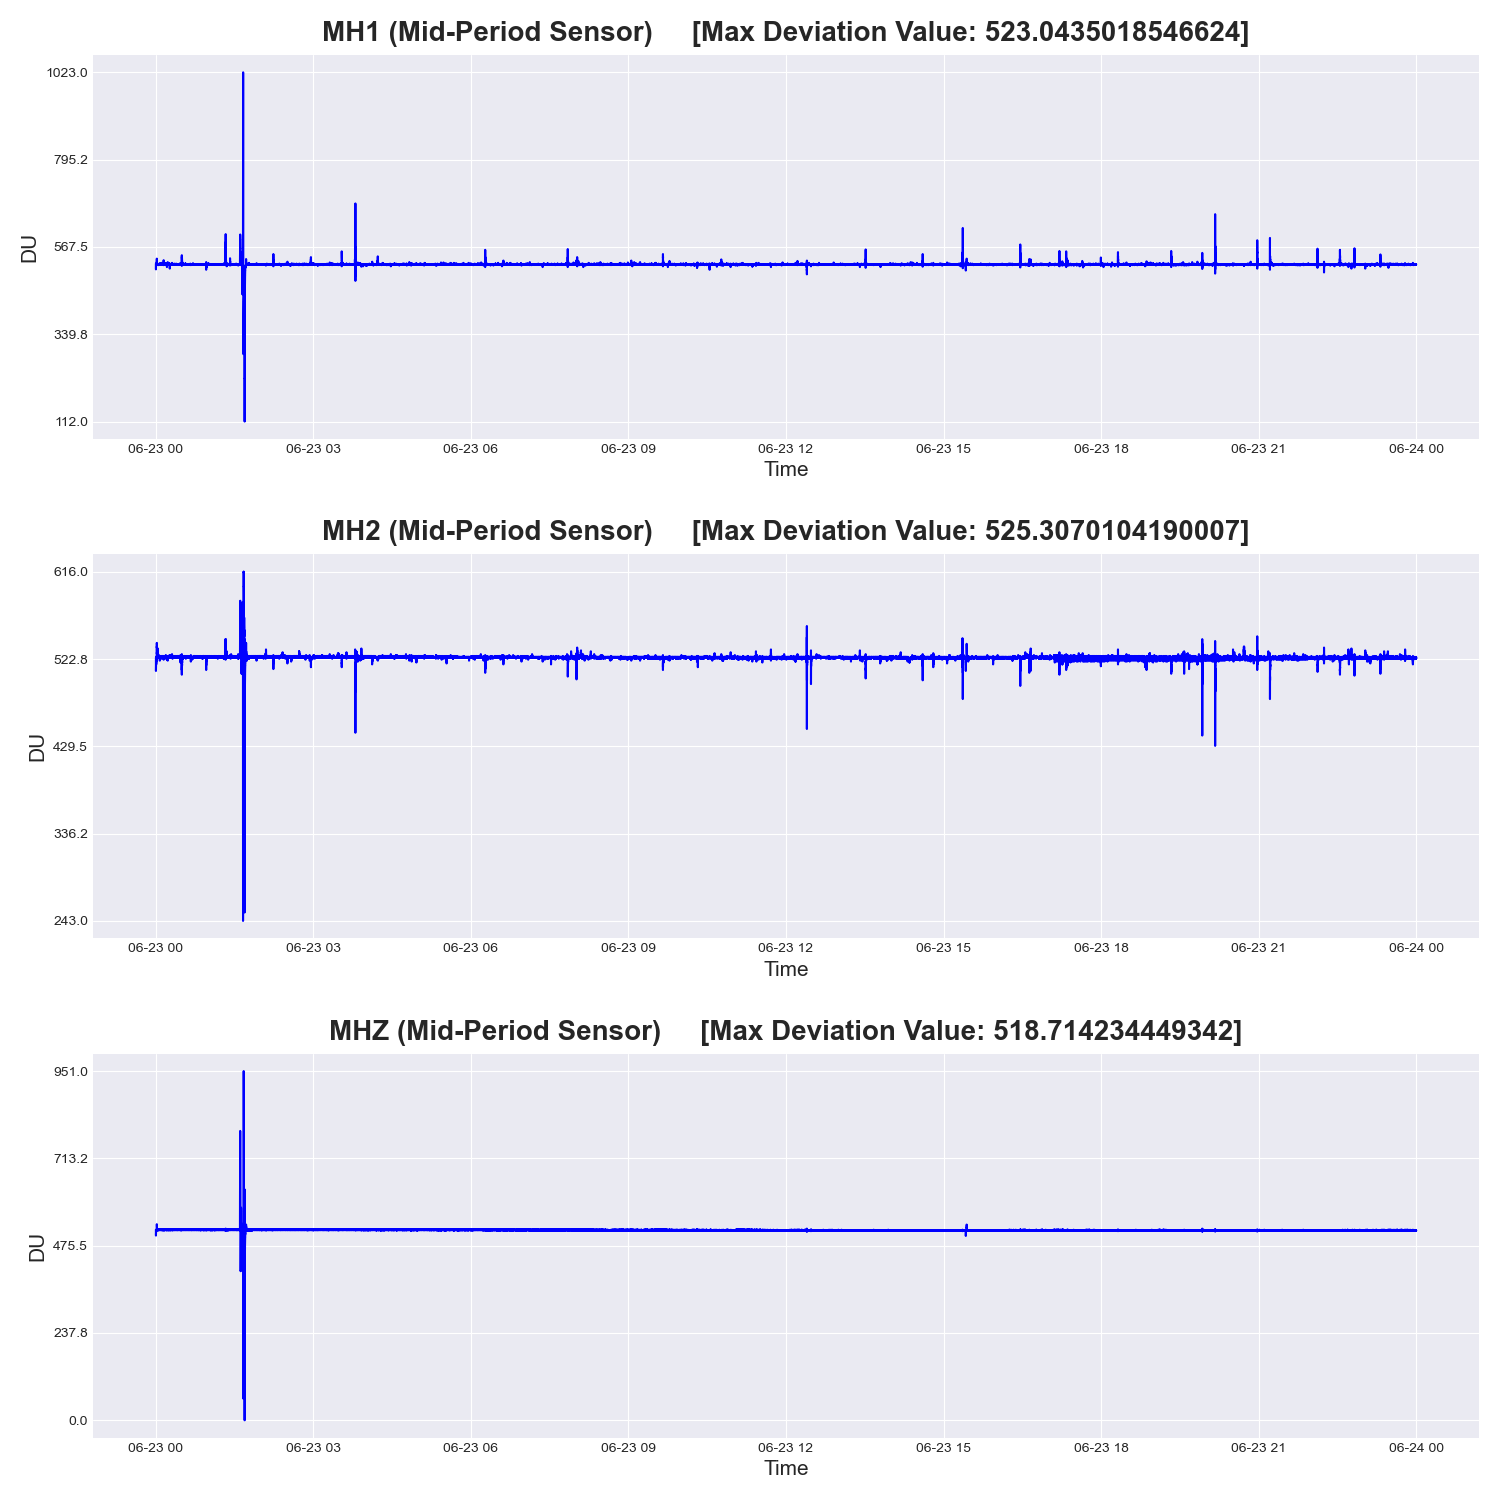 MH1 (Mid-Period Sensor) [Max Deviation Value: 523.0435018546624]
DU
1023.0
795.2
567.5
339.8
112.0
06-23 00 06-23 03 06-23 06 06-23 09 06-23 12 06-23 15 06-23 18 06-23 21 06-24 00
Time
MH2 (Mid-Period Sensor) [Max Deviation Value: 525.3070104190007]
DU
616.0
522.8
429.5
336.2
243.0
06-23 00 06-23 03 06-23 06 06-23 09 06-23 12 06-23 15 06-23 18 06-23 21 06-24 00
Time
MHZ (Mid-Period Sensor) [Max Deviation Value: 518.714234449342]
DU
951.0
713.2
475.5
237.8
0.0
06-23 00 06-23 03 06-23 06 06-23 09 06-23 12 06-23 15 06-23 18 06-23 21 06-24 00
Time